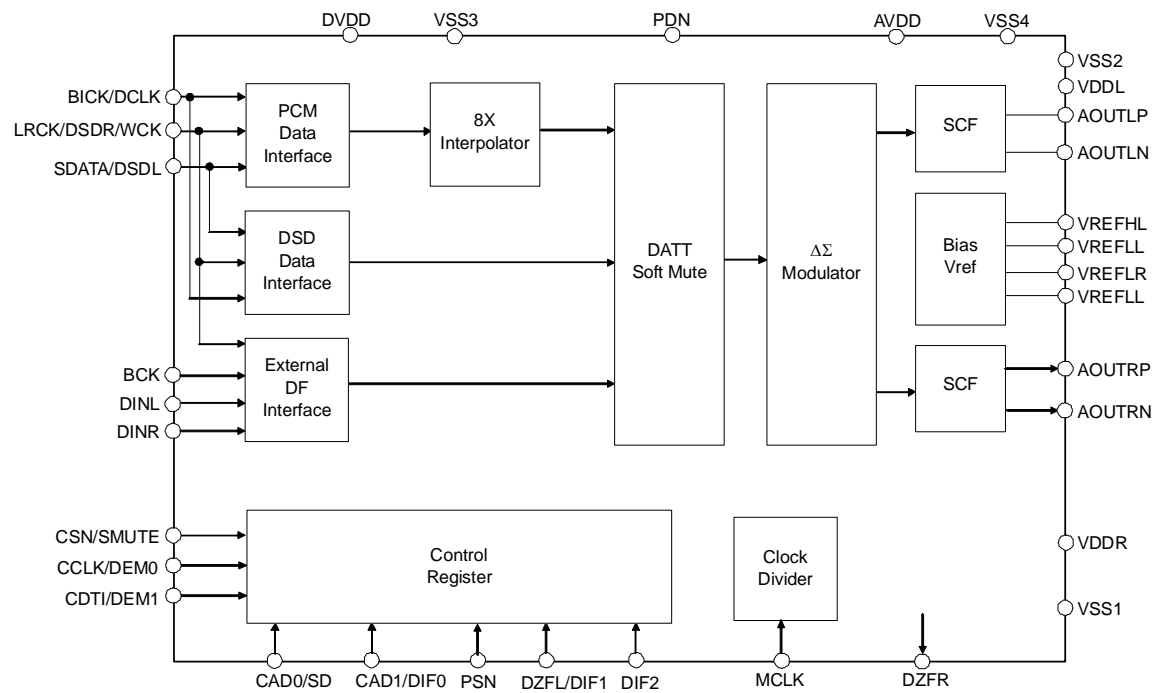 DVDD
VSS3
PDN
AVDD
VSS4
BICK/DCLK
LRCK/DSDR/WCK
SDATA/DSDL
BCK
DINL
DINR
CSN/SMUTE
CCLK/DEM0
CDTI/DEM1
PCM
Data
Interface
8X
Interpolator
DSD
Data
Interface
External
DF
Interface
DATT
Soft Mute
ΔΣ
Modulator
SCF
Bias
Vref
SCF
Control
Register
Clock
Divider
VSS2
VDDL
AOUTLP
AOUTLN
VREFHL
VREFLL
VREFLR
VREFLL
AOUTRP
AOUTRN
VDDR
VSS1
CAD0/SD
CAD1/DIF0
PSN
DZFL/DIF1
DIF2
MCLK
DZFR